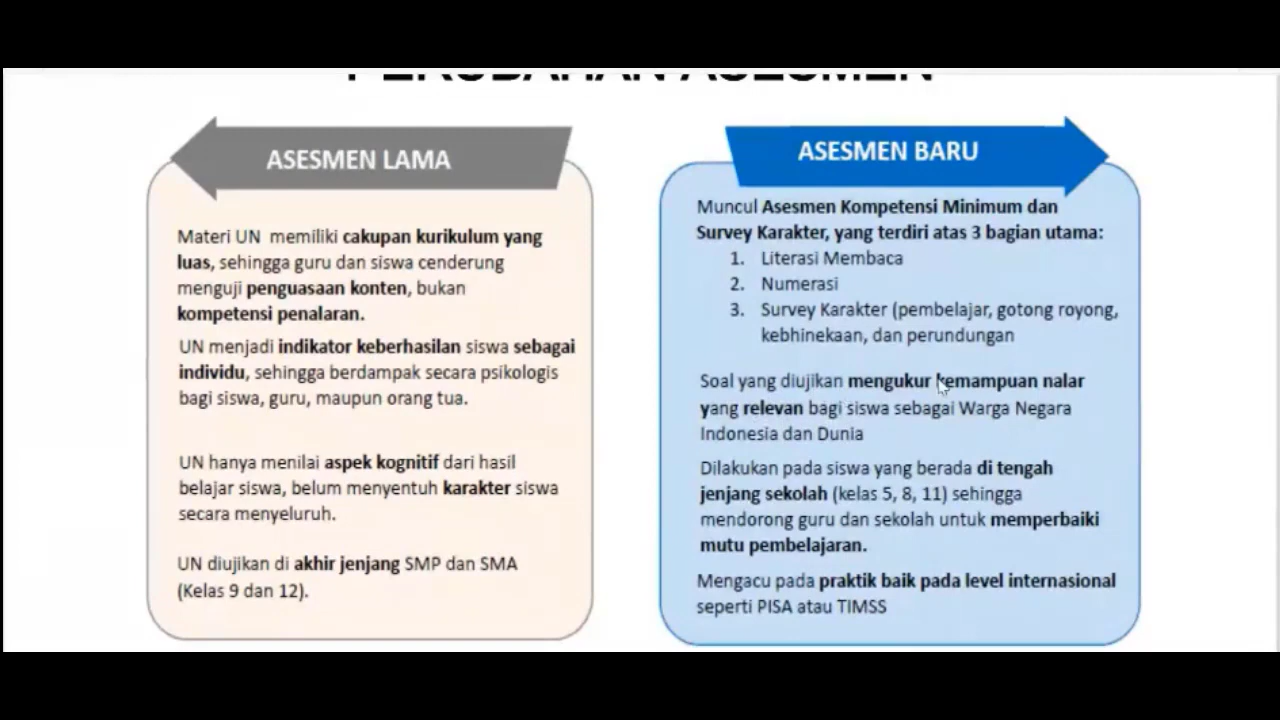 PERUBAHAN ASESMEN
ASESMEN LAMA
Materi UN memiliki cakupan kurikulum yang
luas, sehingga guru dan siswa cenderung
menguji penguasaan konten, bukan
kompetensi penalaran.
UN menjadi indikator keberhasilan siswa sebagai
individu, sehingga berdampak secara psikologis
bagi siswa, guru, maupun orang tua.
UN hanya menilai aspek kognitif dari hasil
belajar siswa, belum menyentuh karakter siswa
secara menyeluruh.
UN diujikan di akhir jenjang SMP dan SMA
(Kelas 9 dan 12).
ASESMEN BARU
Muncul Asesmen Kompetensi Minimum dan
Survey Karakter, yang terdiri atas 3 bagian utama:
1. Literasi Membaca
2. Numerasi
3. Survey Karakter (pembelajar, gotong royong,
kebhinekaan, dan perundungan
Soal yang diujikan mengukur kemampuan nalar
yang relevan bagi siswa sebagai Warga Negara
Indonesia dan Dunia
Dilakukan pada siswa yang berada di tengah
jenjang sekolah (kelas 5, 8, 11) sehingga
mendorong guru dan sekolah untuk memperbaiki
mutu pembelajaran.
Mengacu pada praktik baik pada level internasional
seperti PISA atau TIMSS